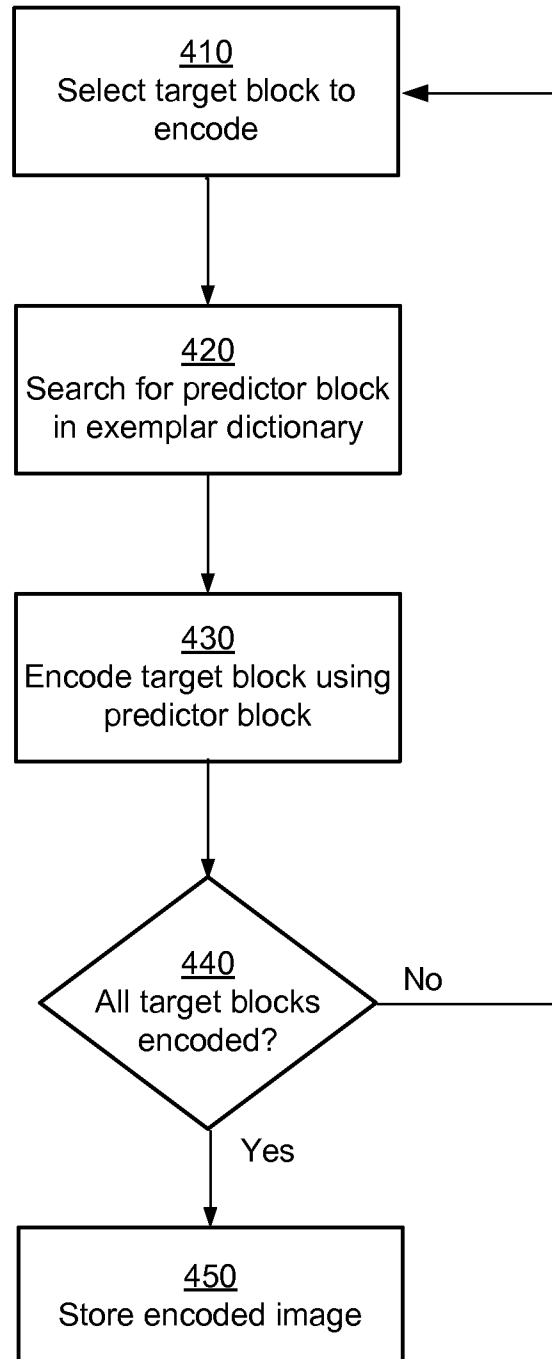 410
Select target block to
encode
420
Search for predictor block
in exemplar dictionary
430
Encode target block using
predictor block
440
All target blocks
encoded?
No
Yes
450
Store encoded image